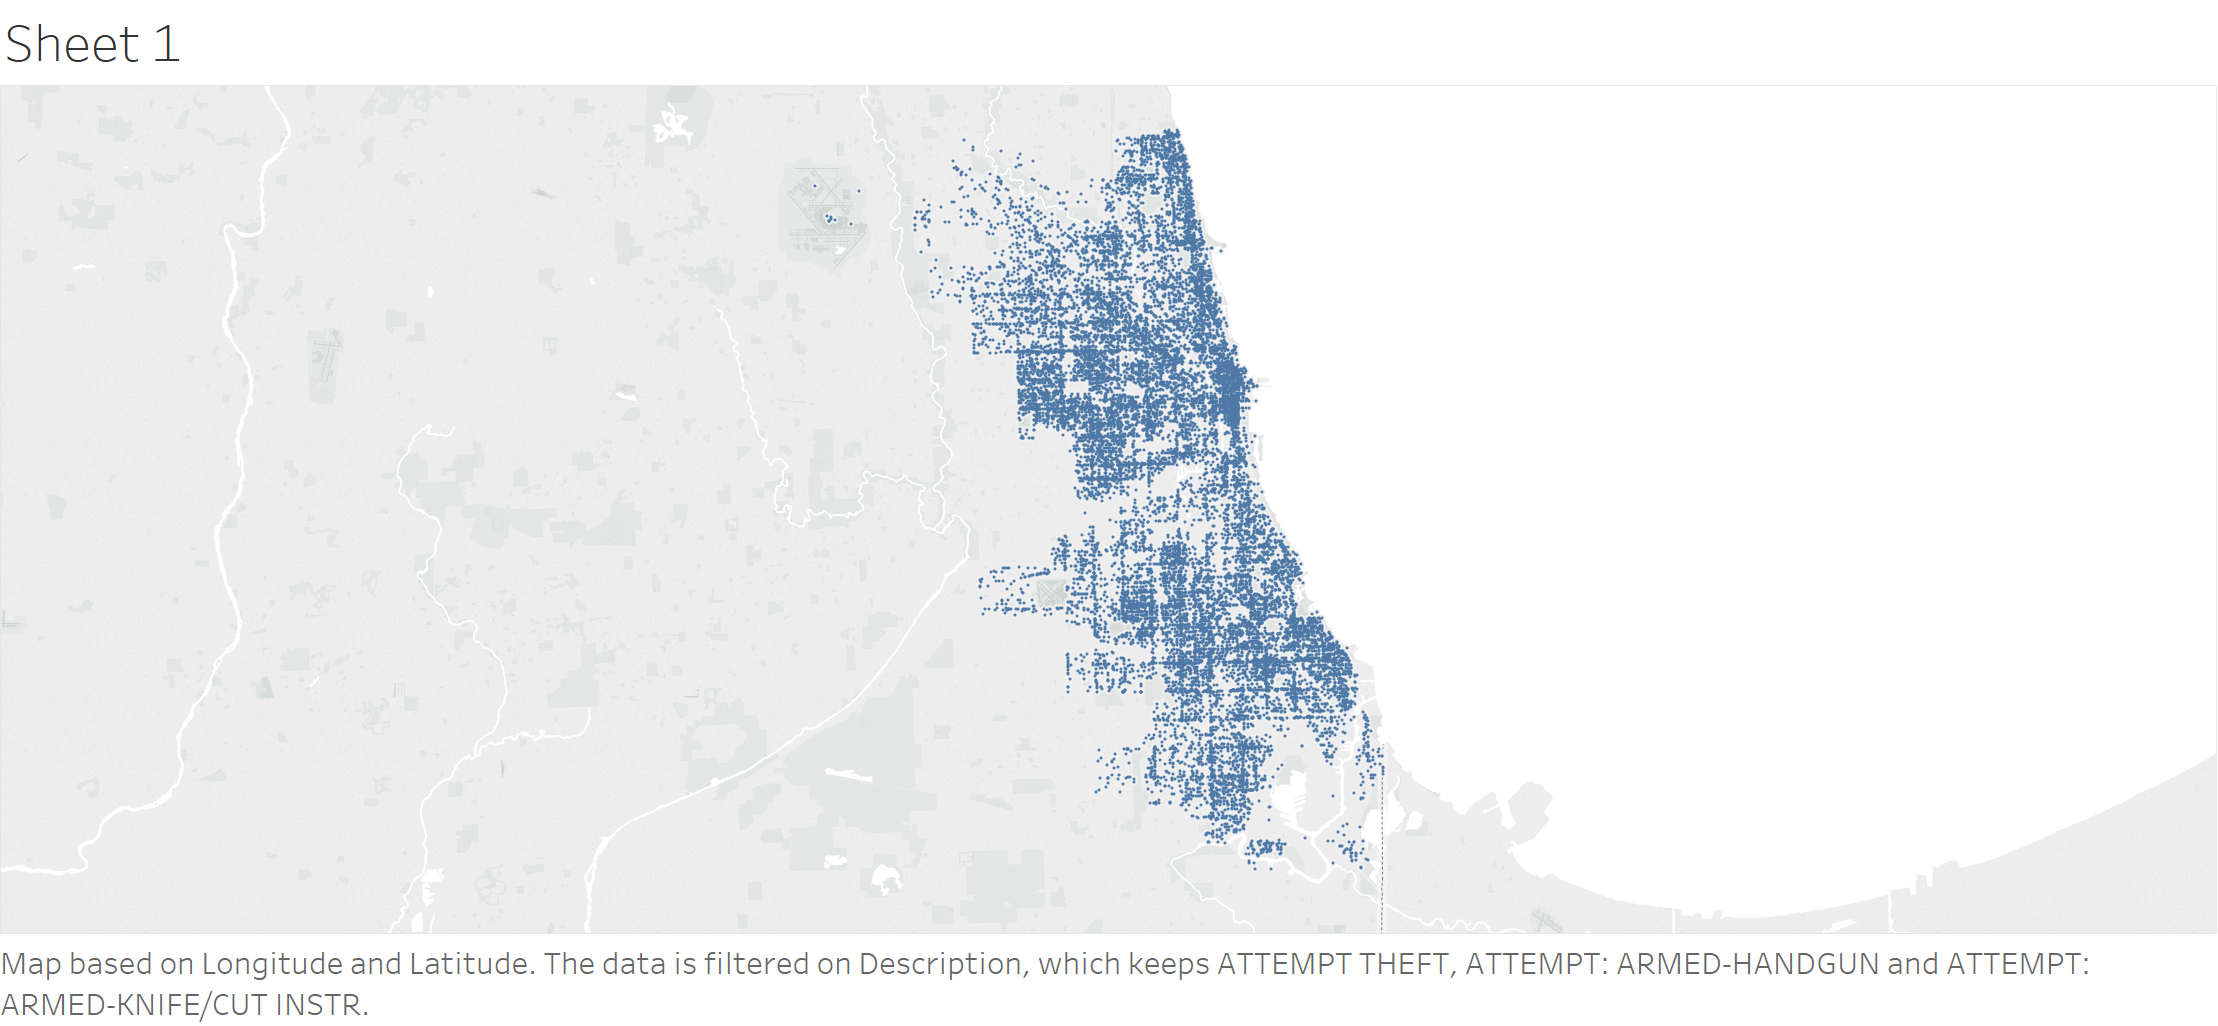 Sheet 1
Map based on Longitude and Latitude. The data is filtered on Description, which keeps ATTEMPT THEFT, ATTEMPT: ARMED-HANDGUN and ATTEMPT:
ARMED-KNIFE/CUT INSTR.